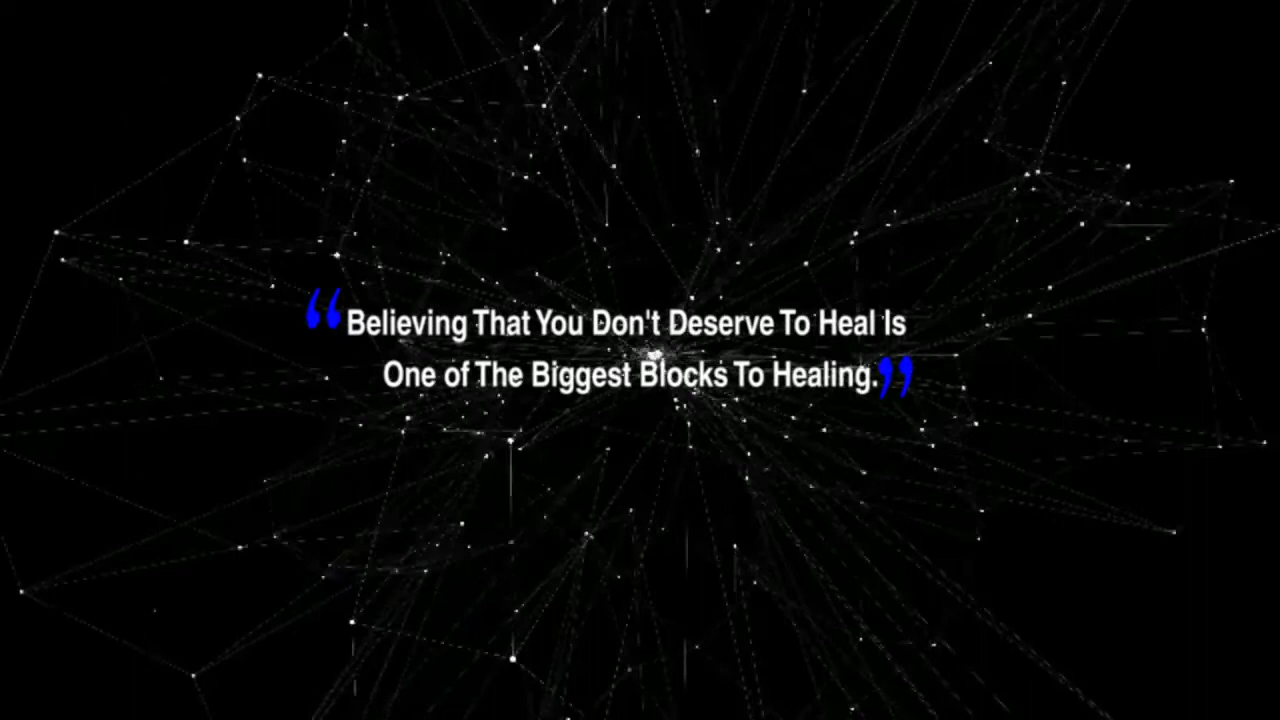 “Believing That You Don't Deserve To Heal Is
One of The Biggest Blocks To Healing.”